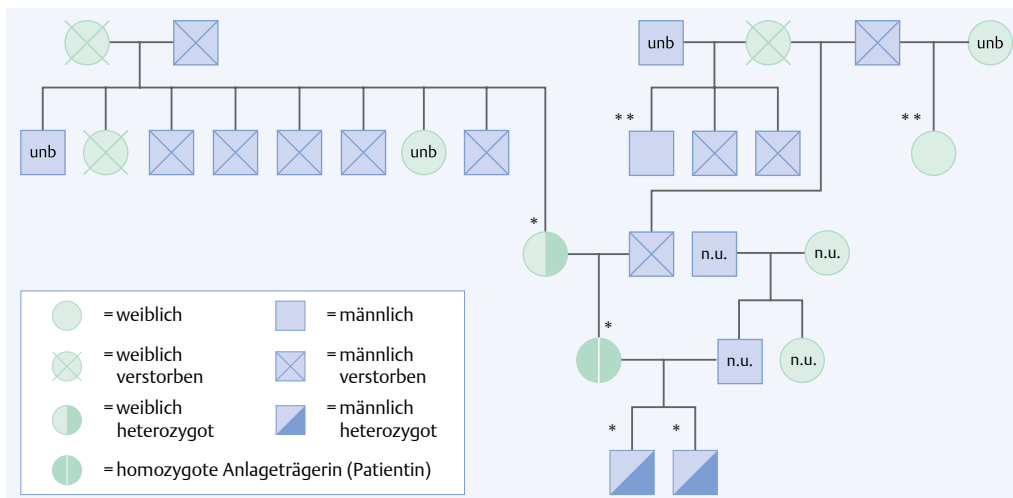 unb
unb
unb
unb
* *
* *
*
n.u.
n.u.
*
n.u.
n.u.
*
*
= weiblich
= männlich
= weiblich
verstorben
= männlich
verstorben
= weiblich
heterozygot
= männlich
heterozygot
= homozygote Anlageträgerin (Patientin)